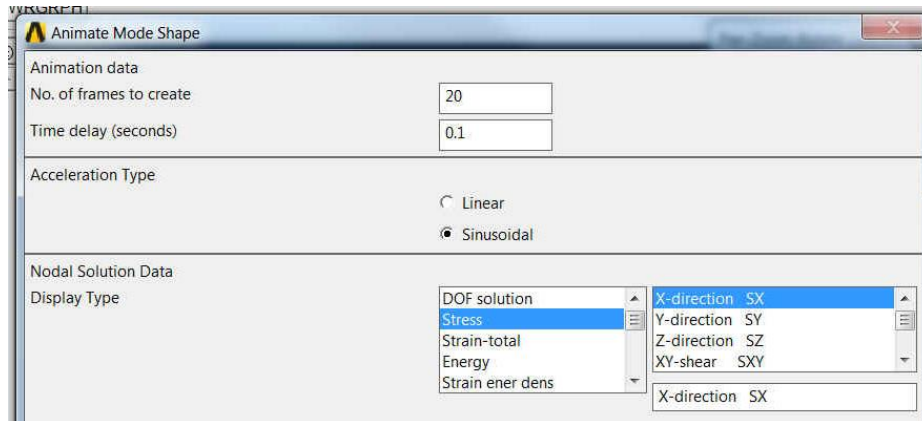 WRGRPH
Animate Mode Shape
Animation data
No. of frames to create 20
Time delay (seconds) 0.1
Acceleration Type
Linear
Sinusoidal
Nodal Solution Data
Display Type DOF solution X-direction SX
Stress Y-direction SY
Strain-total Z-direction SZ
Energy XY-shear SXY
Strain ener dens
X-direction SX